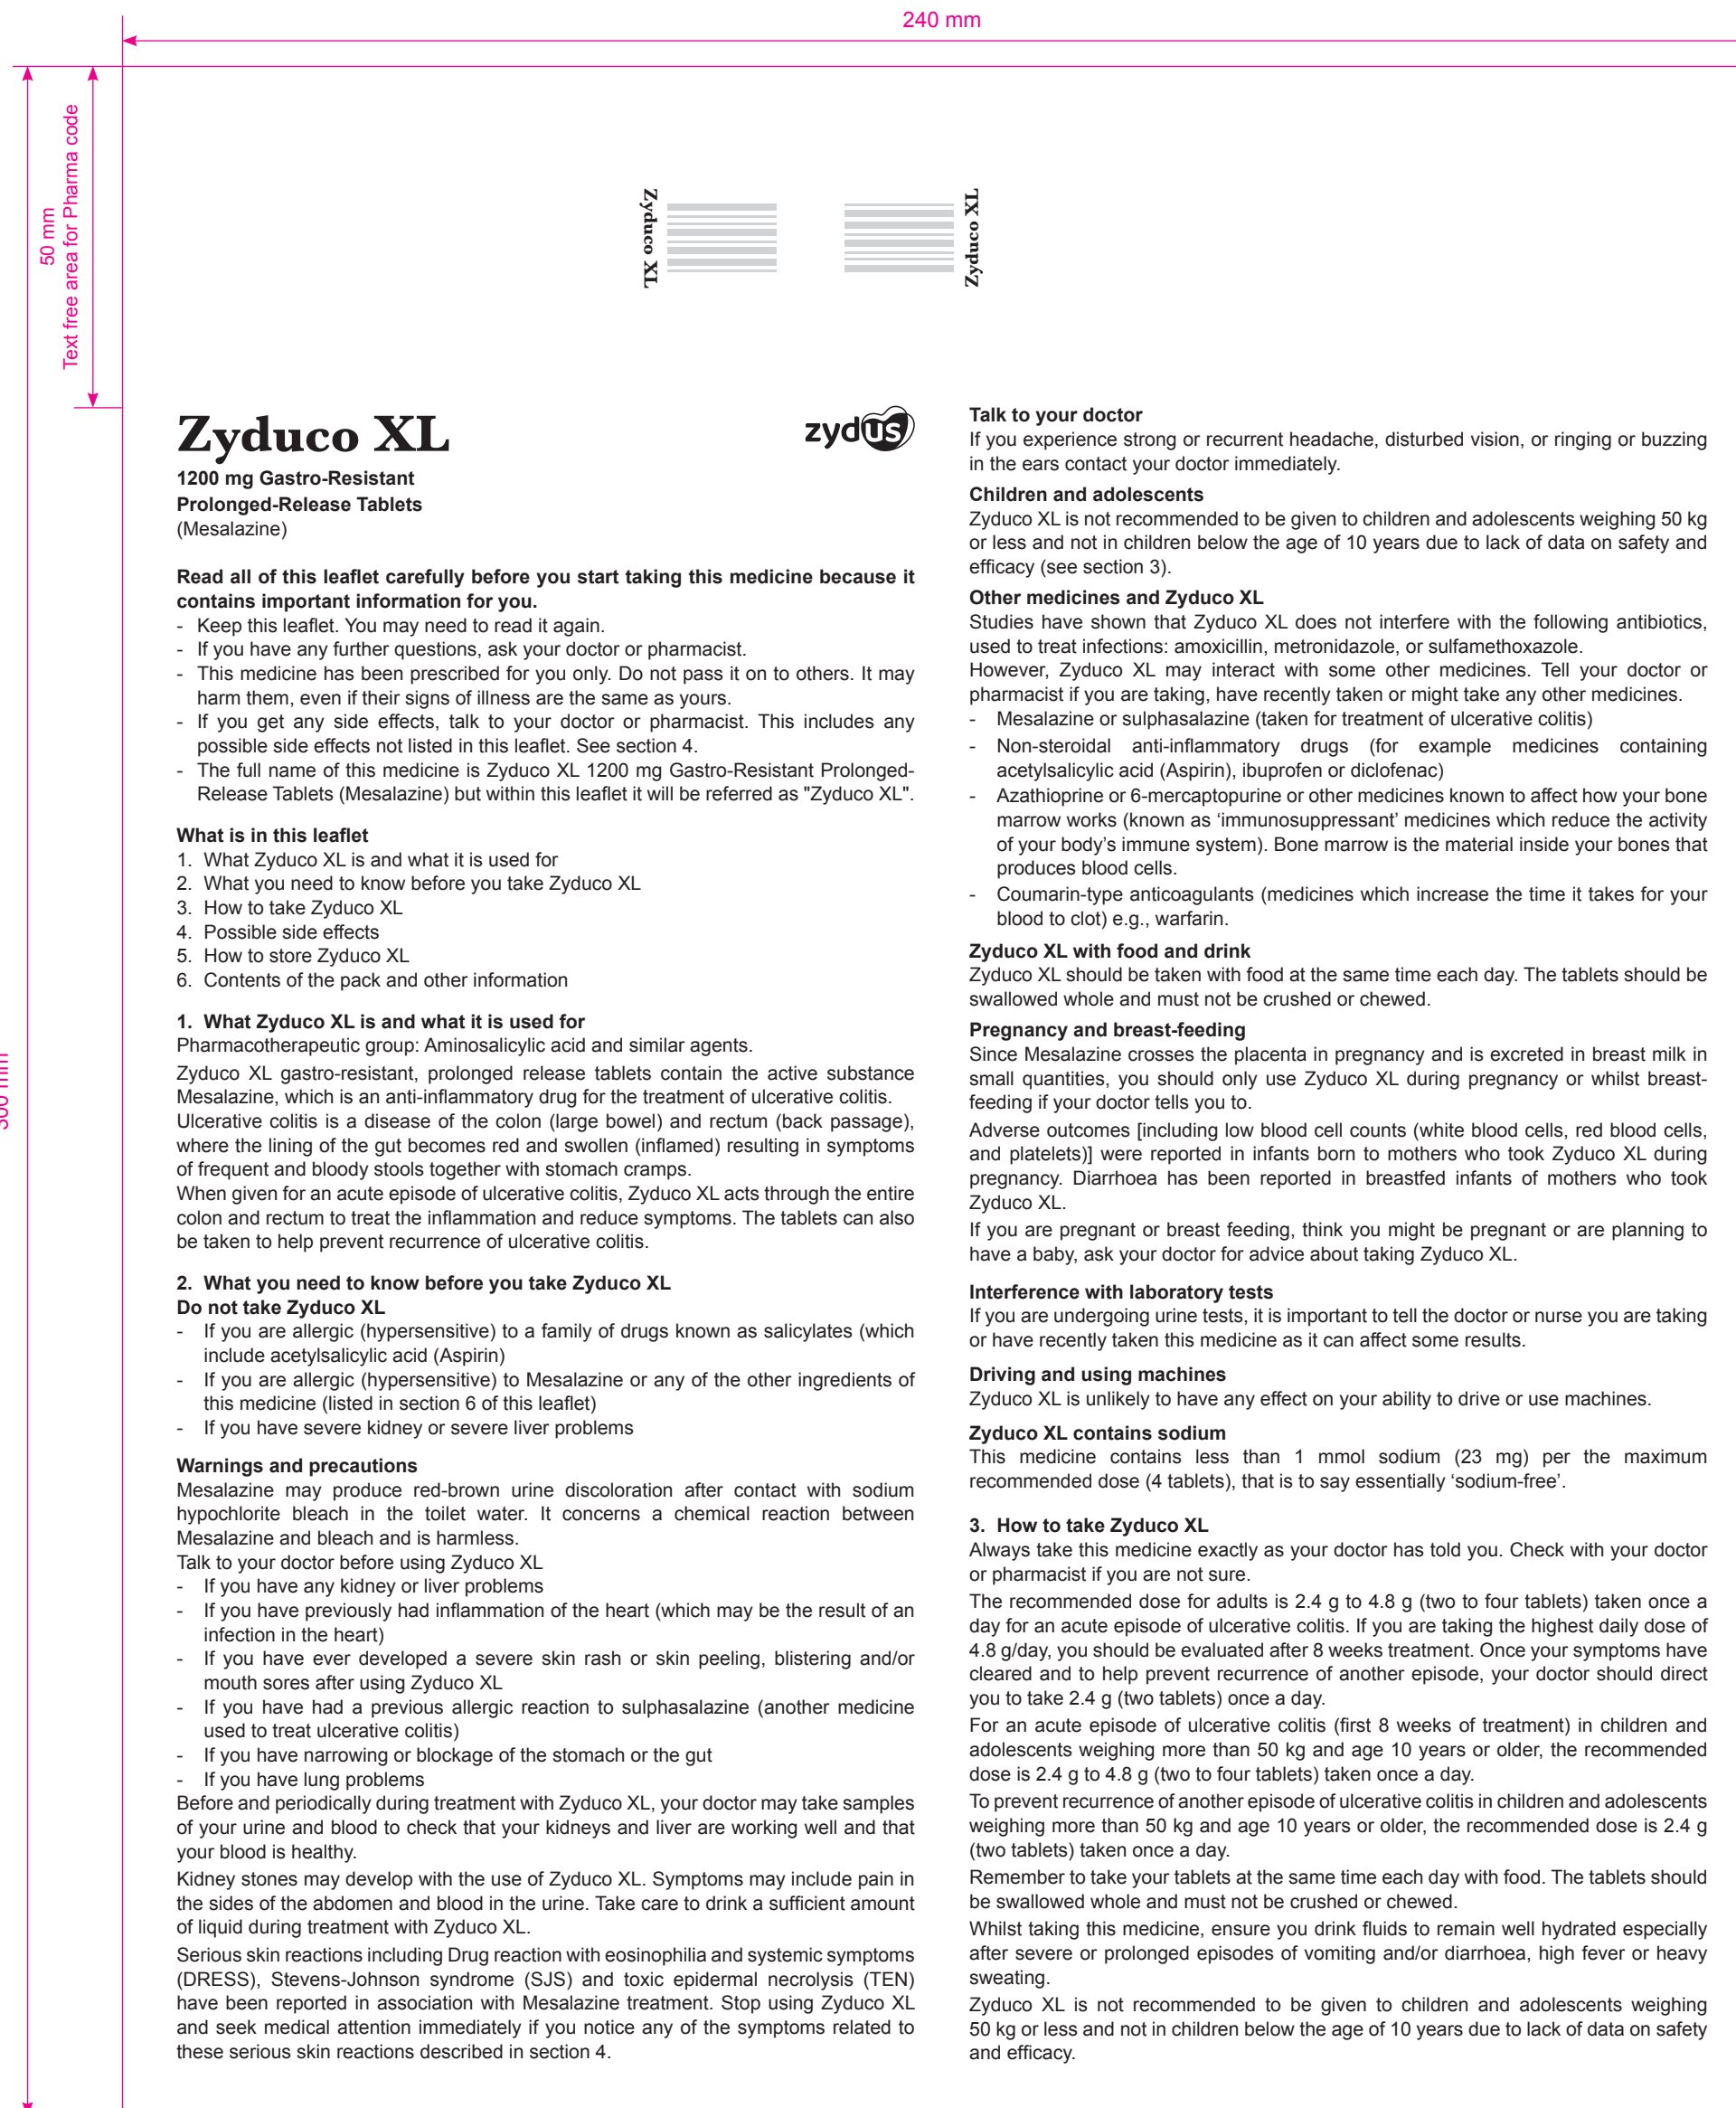 240 mm
50 mm
Text free area for Pharma code
300 mm
Zyduco XL
Zyduco XL
Zyduco XL
zydus
1200 mg Gastro-Resistant
Prolonged-Release Tablets
(Mesalazine)
Read all of this leaflet carefully before you start taking this medicine because it
contains important information for you.
- Keep this leaflet. You may need to read it again.
- If you have any further questions, ask your doctor or pharmacist.
- This medicine has been prescribed for you only. Do not pass it on to others. It may
harm them, even if their signs of illness are the same as yours.
- If you get any side effects, talk to your doctor or pharmacist. This includes any
possible side effects not listed in this leaflet. See section 4.
- The full name of this medicine is Zyduco XL 1200 mg Gastro-Resistant Prolonged-
Release Tablets (Mesalazine) but within this leaflet it will be referred as "Zyduco XL".
What is in this leaflet
1. What Zyduco XL is and what it is used for
2. What you need to know before you take Zyduco XL
3. How to take Zyduco XL
4. Possible side effects
5. How to store Zyduco XL
6. Contents of the pack and other information
1. What Zyduco XL is and what it is used for
Pharmacotherapeutic group: Aminosalicylic acid and similar agents.
Zyduco XL gastro-resistant, prolonged release tablets contain the active substance
Mesalazine, which is an anti-inflammatory drug for the treatment of ulcerative colitis.
Ulcerative colitis is a disease of the colon (large bowel) and rectum (back passage),
where the lining of the gut becomes red and swollen (inflamed) resulting in symptoms
of frequent and bloody stools together with stomach cramps.
When given for an acute episode of ulcerative colitis, Zyduco XL acts through the entire
colon and rectum to treat the inflammation and reduce symptoms. The tablets can also
be taken to help prevent recurrence of ulcerative colitis.
2. What you need to know before you take Zyduco XL
Do not take Zyduco XL
- If you are allergic (hypersensitive) to a family of drugs known as salicylates (which
include acetylsalicylic acid (Aspirin)
- If you are allergic (hypersensitive) to Mesalazine or any of the other ingredients of
this medicine (listed in section 6 of this leaflet)
- If you have severe kidney or severe liver problems
Warnings and precautions
Mesalazine may produce red-brown urine discoloration after contact with sodium
hypochlorite bleach in the toilet water. It concerns a chemical reaction between
Mesalazine and bleach and is harmless.
Talk to your doctor before using Zyduco XL
- If you have any kidney or liver problems
- If you have previously had inflammation of the heart (which may be the result of an
infection in the heart)
- If you have ever developed a severe skin rash or skin peeling, blistering and/or
mouth sores after using Zyduco XL
- If you have had a previous allergic reaction to sulphasalazine (another medicine
used to treat ulcerative colitis)
- If you have narrowing or blockage of the stomach or the gut
- If you have lung problems
Before and periodically during treatment with Zyduco XL, your doctor may take samples
of your urine and blood to check that your kidneys and liver are working well and that
your blood is healthy.
Kidney stones may develop with the use of Zyduco XL. Symptoms may include pain in
the sides of the abdomen and blood in the urine. Take care to drink a sufficient amount
of liquid during treatment with Zyduco XL.
Serious skin reactions including Drug reaction with eosinophilia and systemic symptoms
(DRESS), Stevens-Johnson syndrome (SJS) and toxic epidermal necrolysis (TEN)
have been reported in association with Mesalazine treatment. Stop using Zyduco XL
and seek medical attention immediately if you notice any of the symptoms related to
these serious skin reactions described in section 4.
Talk to your doctor
If you experience strong or recurrent headache, disturbed vision, or ringing or buzzing
in the ears contact your doctor immediately.
Children and adolescents
Zyduco XL is not recommended to be given to children and adolescents weighing 50 kg
or less and not in children below the age of 10 years due to lack of data on safety and
efficacy (see section 3).
Other medicines and Zyduco XL
Studies have shown that Zyduco XL does not interfere with the following antibiotics,
used to treat infections: amoxicillin, metronidazole, or sulfamethoxazole.
However, Zyduco XL may interact with some other medicines. Tell your doctor or
pharmacist if you are taking, have recently taken or might take any other medicines.
- Mesalazine or sulphasalazine (taken for treatment of ulcerative colitis)
- Non-steroidal anti-inflammatory drugs (for example medicines containing
acetylsalicylic acid (Aspirin), ibuprofen or diclofenac)
- Azathioprine or 6-mercaptopurine or other medicines known to affect how your bone
marrow works (known as ‘immunosuppressant’ medicines which reduce the activity
of your body’s immune system). Bone marrow is the material inside your bones that
produces blood cells.
- Coumarin-type anticoagulants (medicines which increase the time it takes for your
blood to clot) e.g., warfarin.
Zyduco XL with food and drink
Zyduco XL should be taken with food at the same time each day. The tablets should be
swallowed whole and must not be crushed or chewed.
Pregnancy and breast-feeding
Since Mesalazine crosses the placenta in pregnancy and is excreted in breast milk in
small quantities, you should only use Zyduco XL during pregnancy or whilst breast-
feeding if your doctor tells you to.
Adverse outcomes [including low blood cell counts (white blood cells, red blood cells,
and platelets)] were reported in infants born to mothers who took Zyduco XL during
pregnancy. Diarrhoea has been reported in breastfed infants of mothers who took
Zyduco XL.
If you are pregnant or breast feeding, think you might be pregnant or are planning to
have a baby, ask your doctor for advice about taking Zyduco XL.
Interference with laboratory tests
If you are undergoing urine tests, it is important to tell the doctor or nurse you are taking
or have recently taken this medicine as it can affect some results.
Driving and using machines
Zyduco XL is unlikely to have any effect on your ability to drive or use machines.
Zyduco XL contains sodium
This medicine contains less than 1 mmol sodium (23 mg) per the maximum
recommended dose (4 tablets), that is to say essentially ‘sodium-free’.
3. How to take Zyduco XL
Always take this medicine exactly as your doctor has told you. Check with your doctor
or pharmacist if you are not sure.
The recommended dose for adults is 2.4 g to 4.8 g (two to four tablets) taken once a
day for an acute episode of ulcerative colitis. If you are taking the highest daily dose of
4.8 g/day, you should be evaluated after 8 weeks treatment. Once your symptoms have
cleared and to help prevent recurrence of another episode, your doctor should direct
you to take 2.4 g (two tablets) once a day.
For an acute episode of ulcerative colitis (first 8 weeks of treatment) in children and
adolescents weighing more than 50 kg and age 10 years or older, the recommended
dose is 2.4 g to 4.8 g (two to four tablets) taken once a day.
To prevent recurrence of another episode of ulcerative colitis in children and adolescents
weighing more than 50 kg and age 10 years or older, the recommended dose is 2.4 g
(two tablets) taken once a day.
Remember to take your tablets at the same time each day with food. The tablets should
be swallowed whole and must not be crushed or chewed.
Whilst taking this medicine, ensure you drink fluids to remain well hydrated especially
after severe or prolonged episodes of vomiting and/or diarrhoea, high fever or heavy
sweating.
Zyduco XL is not recommended to be given to children and adolescents weighing
50 kg or less and not in children below the age of 10 years due to lack of data on safety
and efficacy.